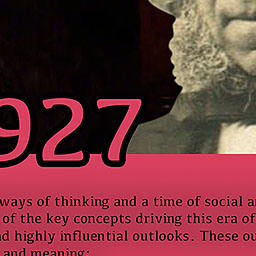 927
ways of thinking and a time of social a
of the key concepts driving this era of
d highly influential outlooks. These ou
and meaning: